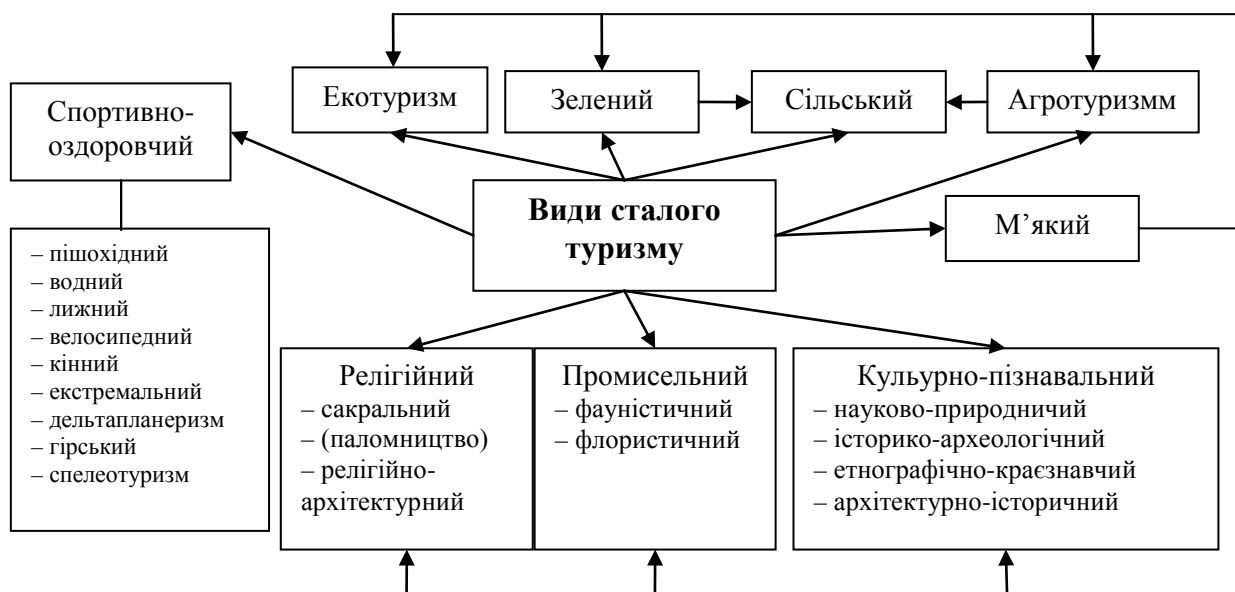 Екотуризм
Зелений
Сільський
Агротуризмм
Спортивно-
оздоровчий
Види сталого
туризму
М’який
– пішохідний
– водний
– лижний
– велосипедний
– кінний
– екстремальний
– дельтапланеризм
– гірський
– спелеотуризм
Релігійний
– сакральний
– (паломництво)
– релігійно-
архітектурний
Промисельний
– фауністичний
– флористичний
Кульурно-пізнавальний
– науково-природничий
– історико-археологічний
– етнографічно-краєзнавчий
– архітектурно-історичний